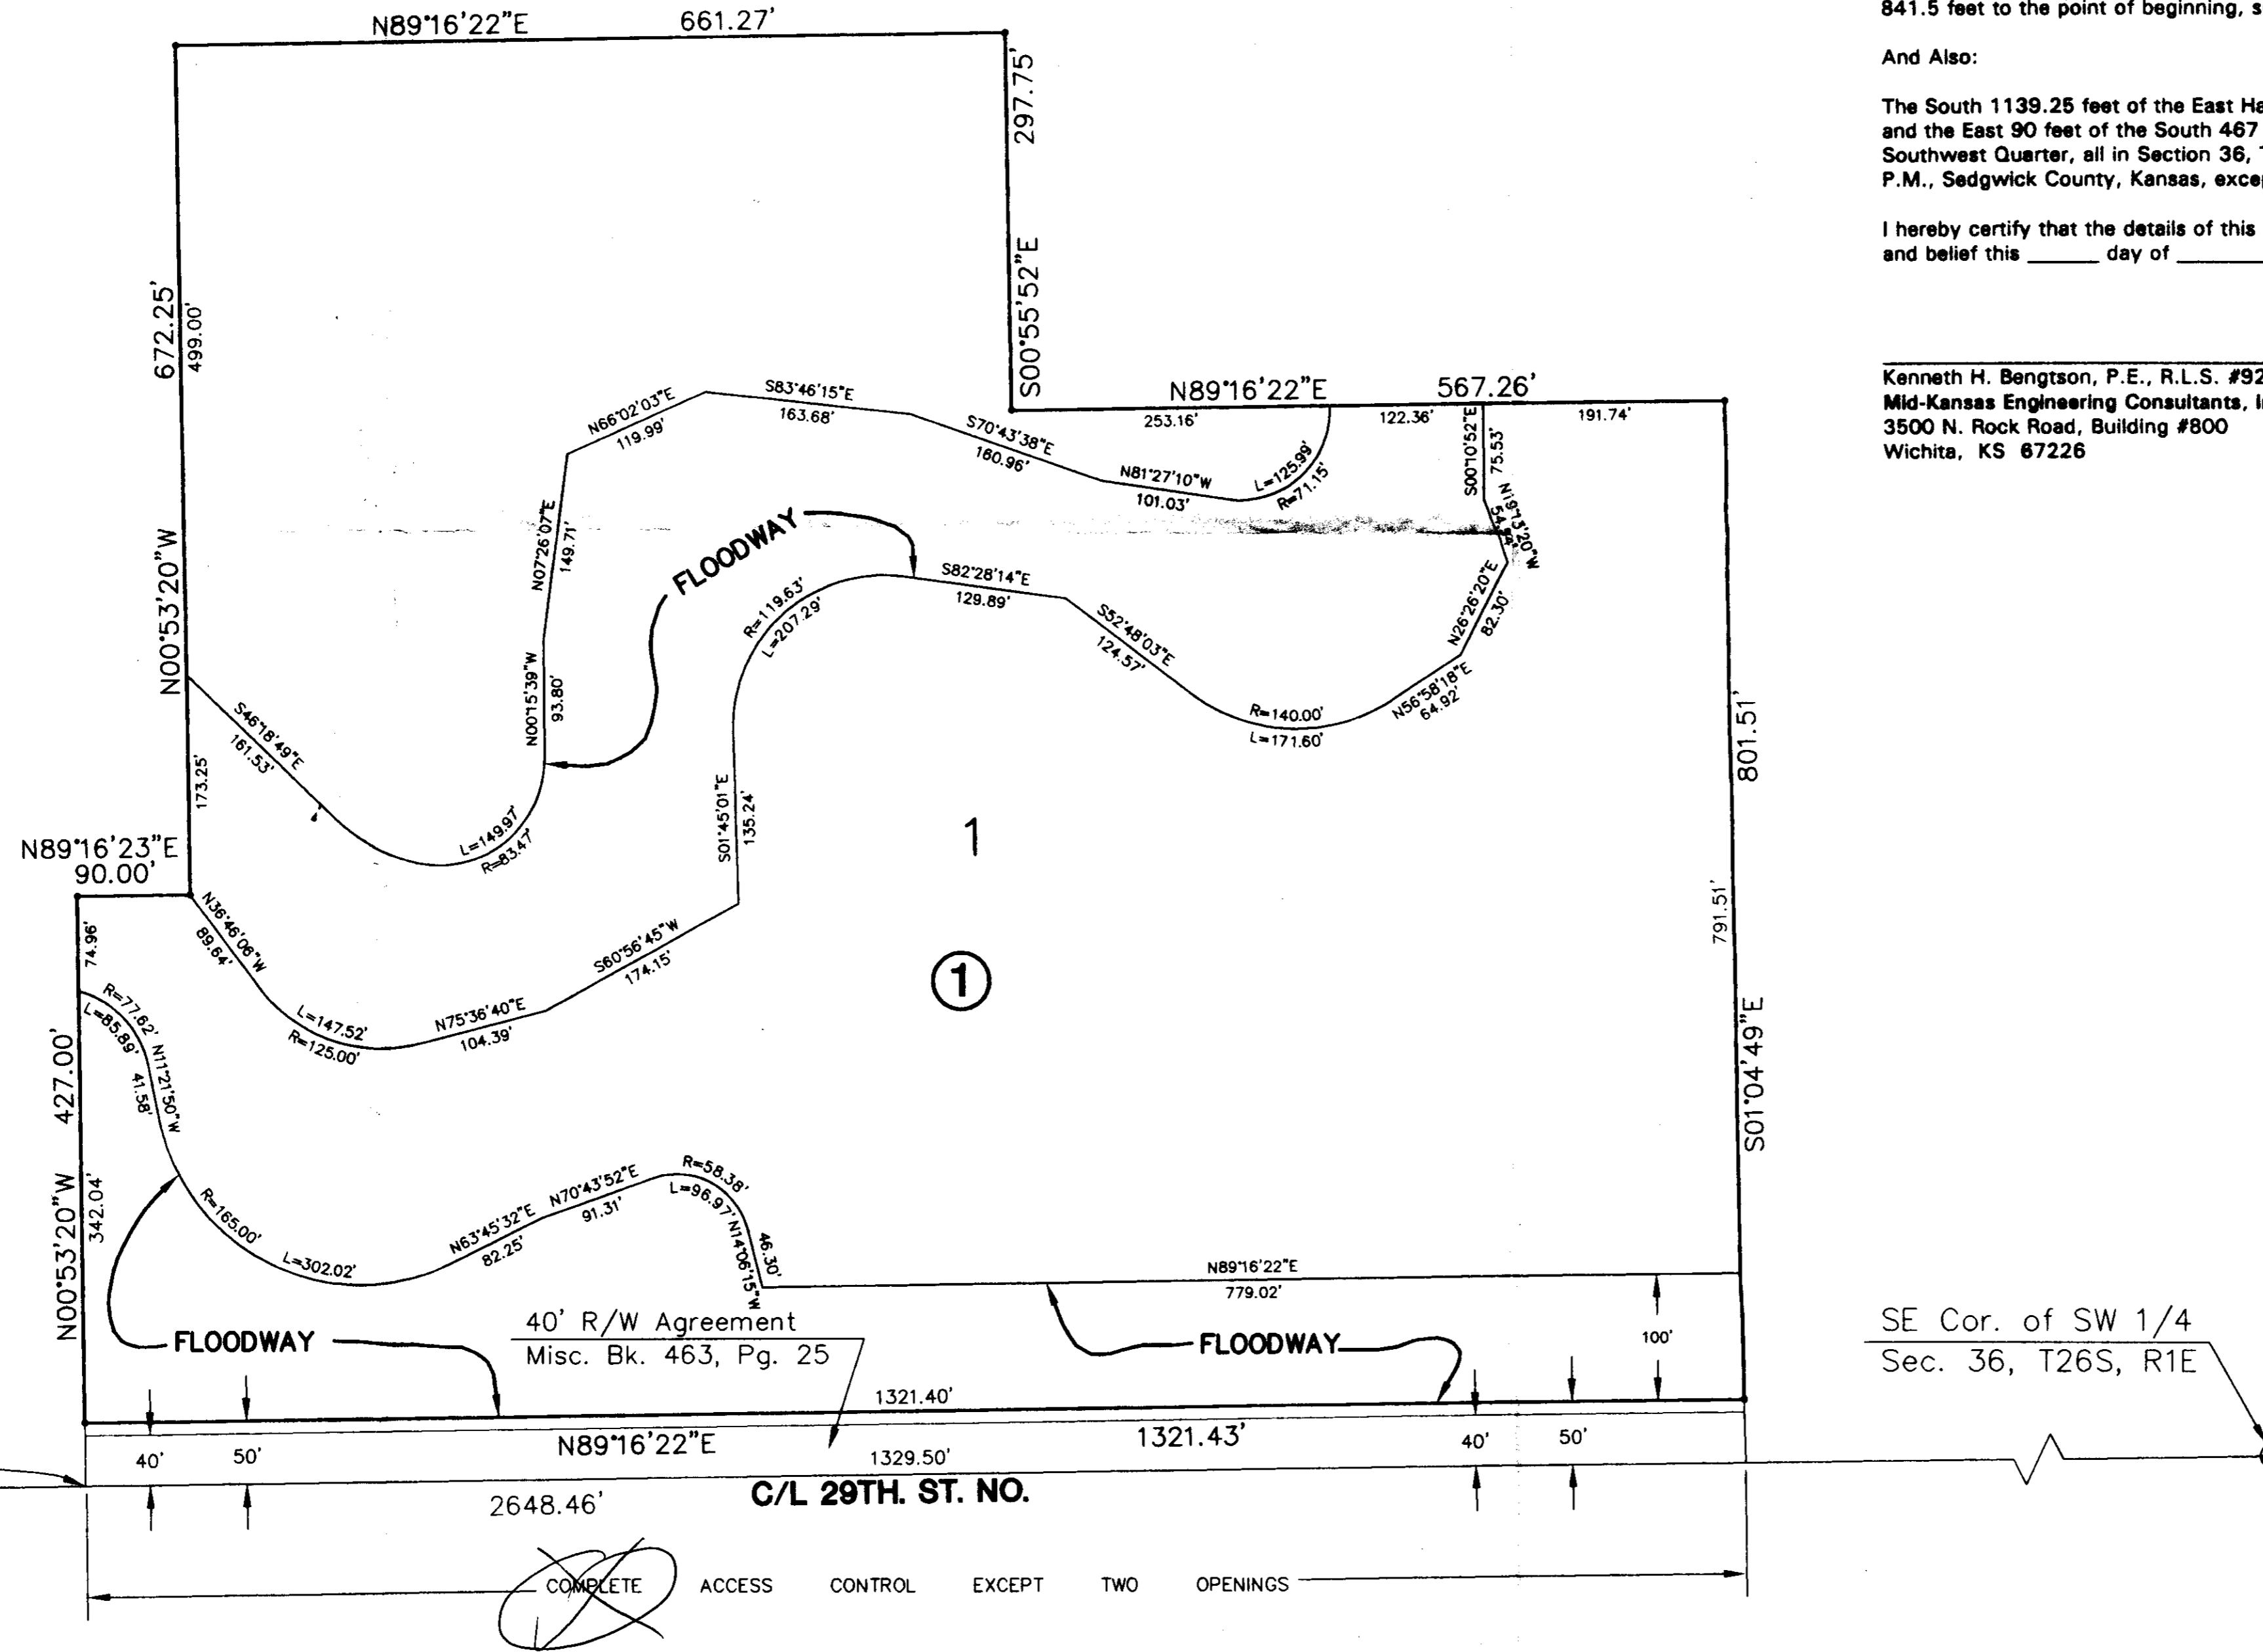 N89°16'22"E 661.27'
297.75'
S00°55'52"E
672.25'
499.00'
N00°53'20"W
173.25'
N89°16'22"E 567.26'
253.16' 122.36' 191.74'
S83°46'15"E
163.68'
N66°02'03"E
119.99'
S70°43'38"E
160.96'
N81°27'10"W
101.03'
L=125.99'
R=71.15'
S00°10'52"E
75.53'
N19°13'20"W
N26°26'20"E
82.30'
N56°58'18"E
64.92'
N07°26'07"E
149.71'
FLOODWAY
S82°28'14"E
129.89'
R=119.63'
L=207.29'
S52°48'03"E
124.57'
R=140.00'
L=171.60'
N00°15'39"W
93.80'
S46°18'49"E
161.53'
L=149.97'
R=83.47'
S01°45'01"E
135.24'
1
1
801.51'
791.51'
S01°04'49"E
N89°16'23"E
90.00'
74.96'
N36°46'06"W
89.64'
L=147.52'
R=125.00'
N75°36'40"E
104.39'
S60°56'45"W
174.15'
R=77.62'
L=85.89'
N11°21'50"W
41.58'
427.00'
N00°53'20"W
342.04'
R=165.00'
L=302.02'
N63°45'32"E
82.25'
N70°43'52"E
91.31'
R=58.38'
L=96.97'
N14°06'15"W
46.30'
N89°16'22"E
779.02'
100'
FLOODWAY
40' R/W Agreement
Misc. Bk. 463, Pg. 25
FLOODWAY
1321.40'
N89°16'22"E 1321.43'
40' 50' 1329.50' 40' 50'
2648.46' C/L 29TH. ST. NO.
COMPLETE ACCESS CONTROL EXCEPT TWO OPENINGS
SE Cor. of SW 1/4
Sec. 36, T26S, R1E
841.5 feet to the point of beginning, s
And Also:
The South 1139.25 feet of the East Ha
and the East 90 feet of the South 467
Southwest Quarter, all in Section 36,
P.M., Sedgwick County, Kansas, exce
I hereby certify that the details of this
and belief this ______ day of ________
Kenneth H. Bengtson, P.E., R.L.S. #92
Mid-Kansas Engineering Consultants, I
3500 N. Rock Road, Building #800
Wichita, KS 67226